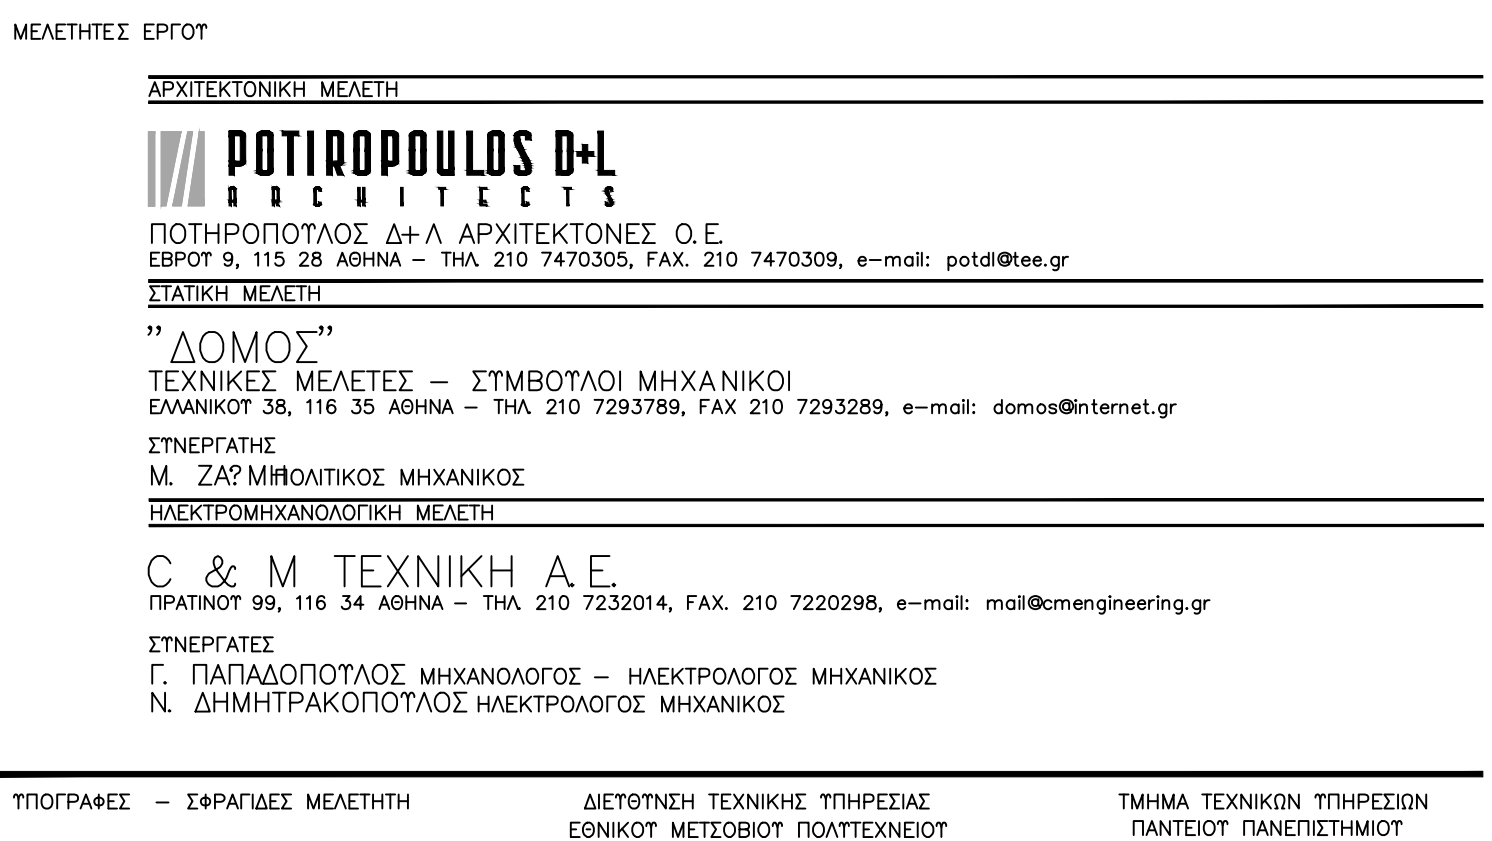 ΜΕΛΕΤΗΤΕΣ ΕΡΓΟΥ
ΑΡΧΙΤΕΚΤΟΝΙΚΗ ΜΕΛΕΤΗ
POTIROPOULOS D+L
ARCHITECTS
ΠΟΤΗΡΟΠΟΥΛΟΣ Δ+Λ ΑΡΧΙΤΕΚΤΟΝΕΣ Ο.Ε.
ΕΒΡΟΥ 9, 115 28 ΑΘΗΝΑ – ΤΗΛ. 210 7470305, FAX. 210 7470309, e–mail: potdl@tee.gr
ΣΤΑΤΙΚΗ ΜΕΛΕΤΗ
”ΔΟΜΟΣ”
ΤΕΧΝΙΚΕΣ ΜΕΛΕΤΕΣ – ΣΥΜΒΟΥΛΟΙ ΜΗΧΑΝΙΚΟΙ
ΕΛΛΑΝΙΚΟΥ 38, 116 35 ΑΘΗΝΑ – ΤΗΛ. 210 7293789, FAX 210 7293289, e–mail: domos@internet.gr
ΣΥΝΕΡΓΑΤΗΣ
Μ. ΖΑ?ΜΗ ΠΟΛΙΤΙΚΟΣ ΜΗΧΑΝΙΚΟΣ
ΗΛΕΚΤΡΟΜΗΧΑΝΟΛΟΓΙΚΗ ΜΕΛΕΤΗ
C & M ΤΕΧΝΙΚΗ Α.Ε.
ΠΡΑΤΙΝΟΥ 99, 116 34 ΑΘΗΝΑ – ΤΗΛ. 210 7232014, FAX. 210 7220298, e–mail: mail@cmengineering.gr
ΣΥΝΕΡΓΑΤΕΣ
Γ. ΠΑΠΑΔΟΠΟΥΛΟΣ ΜΗΧΑΝΟΛΟΓΟΣ – ΗΛΕΚΤΡΟΛΟΓΟΣ ΜΗΧΑΝΙΚΟΣ
Ν. ΔΗΜΗΤΡΑΚΟΠΟΥΛΟΣ ΗΛΕΚΤΡΟΛΟΓΟΣ ΜΗΧΑΝΙΚΟΣ
ΥΠΟΓΡΑΦΕΣ – ΣΦΡΑΓΙΔΕΣ ΜΕΛΕΤΗΤΗ
ΔΙΕΥΘΥΝΣΗ ΤΕΧΝΙΚΗΣ ΥΠΗΡΕΣΙΑΣ
ΕΘΝΙΚΟΥ ΜΕΤΣΟΒΙΟΥ ΠΟΛΥΤΕΧΝΕΙΟΥ
ΤΜΗΜΑ ΤΕΧΝΙΚΩΝ ΥΠΗΡΕΣΙΩΝ
ΠΑΝΤΕΙΟΥ ΠΑΝΕΠΙΣΤΗΜΙΟΥ